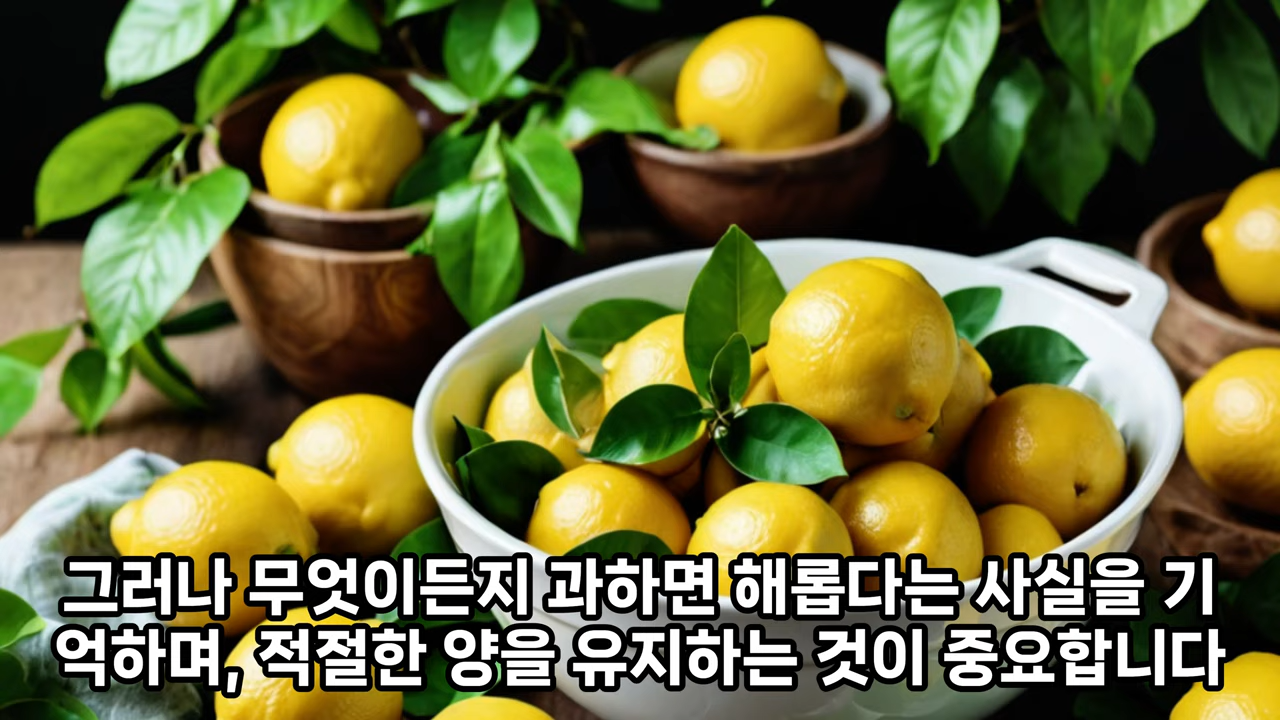 그러나 무엇이든지 과하면 해롭다는 사실을 기
억하며, 적절한 양을 유지하는 것이 중요합니다